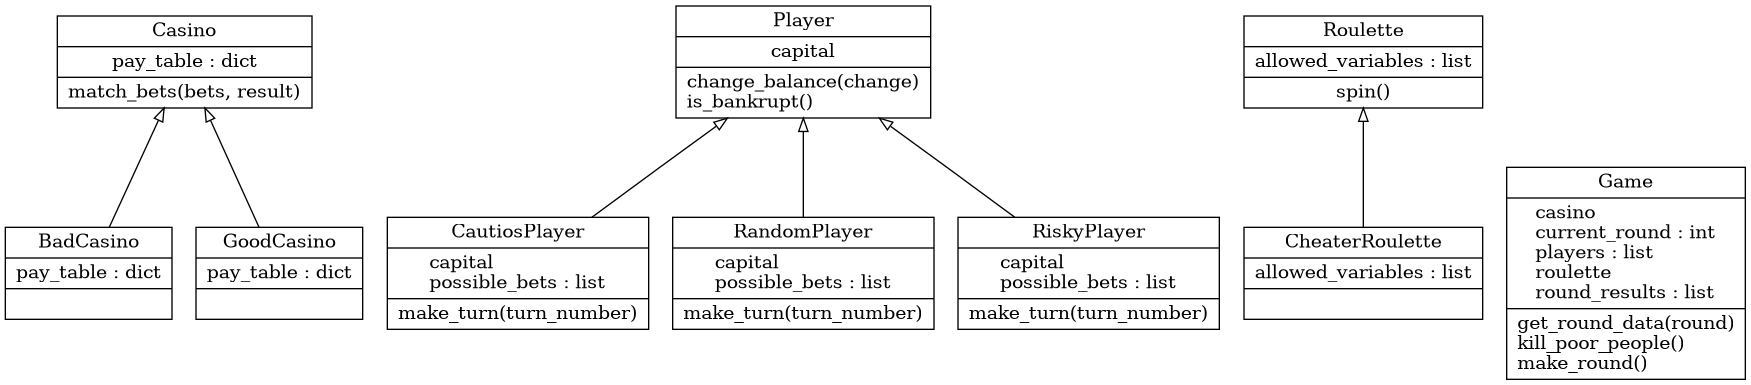 Casino
pay_table : dict
match_bets(bets, result)
BadCasino
pay_table : dict
GoodCasino
pay_table : dict
Player
capital
change_balance(change)
is_bankrupt()
CautiosPlayer
capital
possible_bets : list
make_turn(turn_number)
RandomPlayer
capital
possible_bets : list
make_turn(turn_number)
RiskyPlayer
capital
possible_bets : list
make_turn(turn_number)
Roulette
allowed_variables : list
spin()
CheaterRoulette
allowed_variables : list
Game
casino
current_round : int
players : list
roulette
round_results : list
get_round_data(round)
kill_poor_people()
make_round()